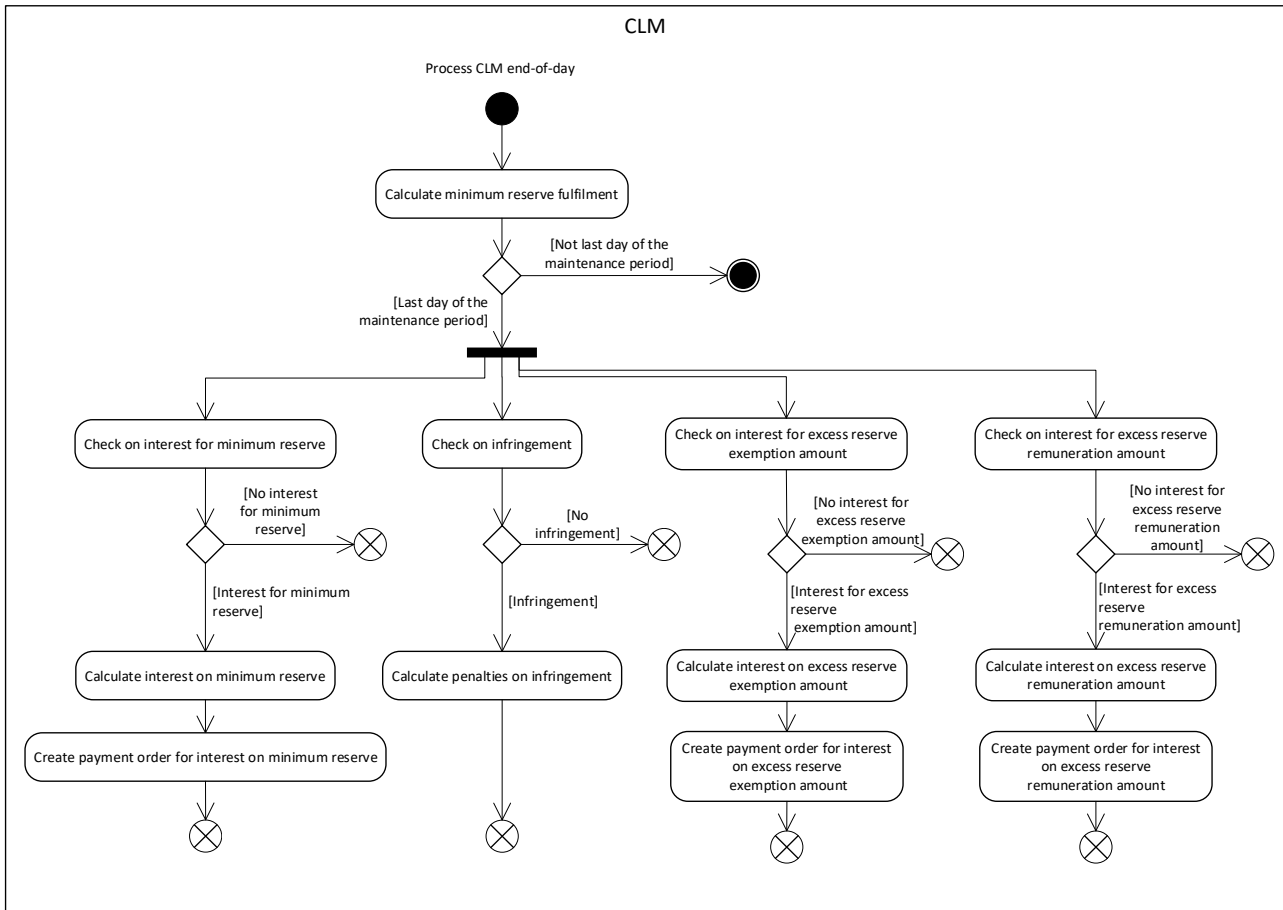 CLM
Process CLM end-of-day
Calculate minimum reserve fulfilment
[Not last day of the
maintenance period]
[Last day of the
maintenance period]
Check on interest for minimum reserve
Check on infringement
Check on interest for excess reserve
exemption amount
Check on interest for excess reserve
remuneration amount
[No interest
for minimum
reserve]
[No
infringement]
[No interest for
excess reserve
exemption amount]
[No interest for
excess reserve
remuneration
amount]
[Interest for minimum
reserve]
[Infringement]
[Interest for excess
reserve
exemption amount]
[Interest for excess
reserve
remuneration amount]
Calculate interest on minimum reserve
Calculate penalties on infringement
Calculate interest on excess reserve
exemption amount
Calculate interest on excess reserve
remuneration amount
Create payment order for interest on minimum reserve
Create payment order for interest
on excess reserve
exemption amount
Create payment order for interest
on excess reserve
remuneration amount